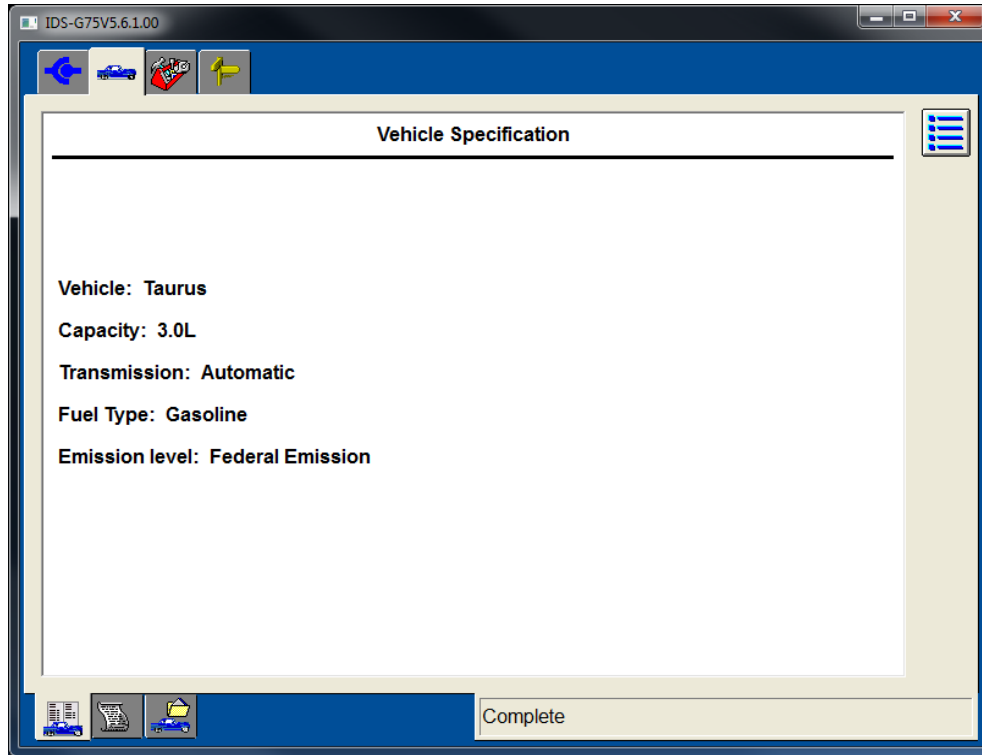 IDS-G75V5.6.1.00
Vehicle Specification
Vehicle: Taurus
Capacity: 3.0L
Transmission: Automatic
Fuel Type: Gasoline
Emission level: Federal Emission
Complete